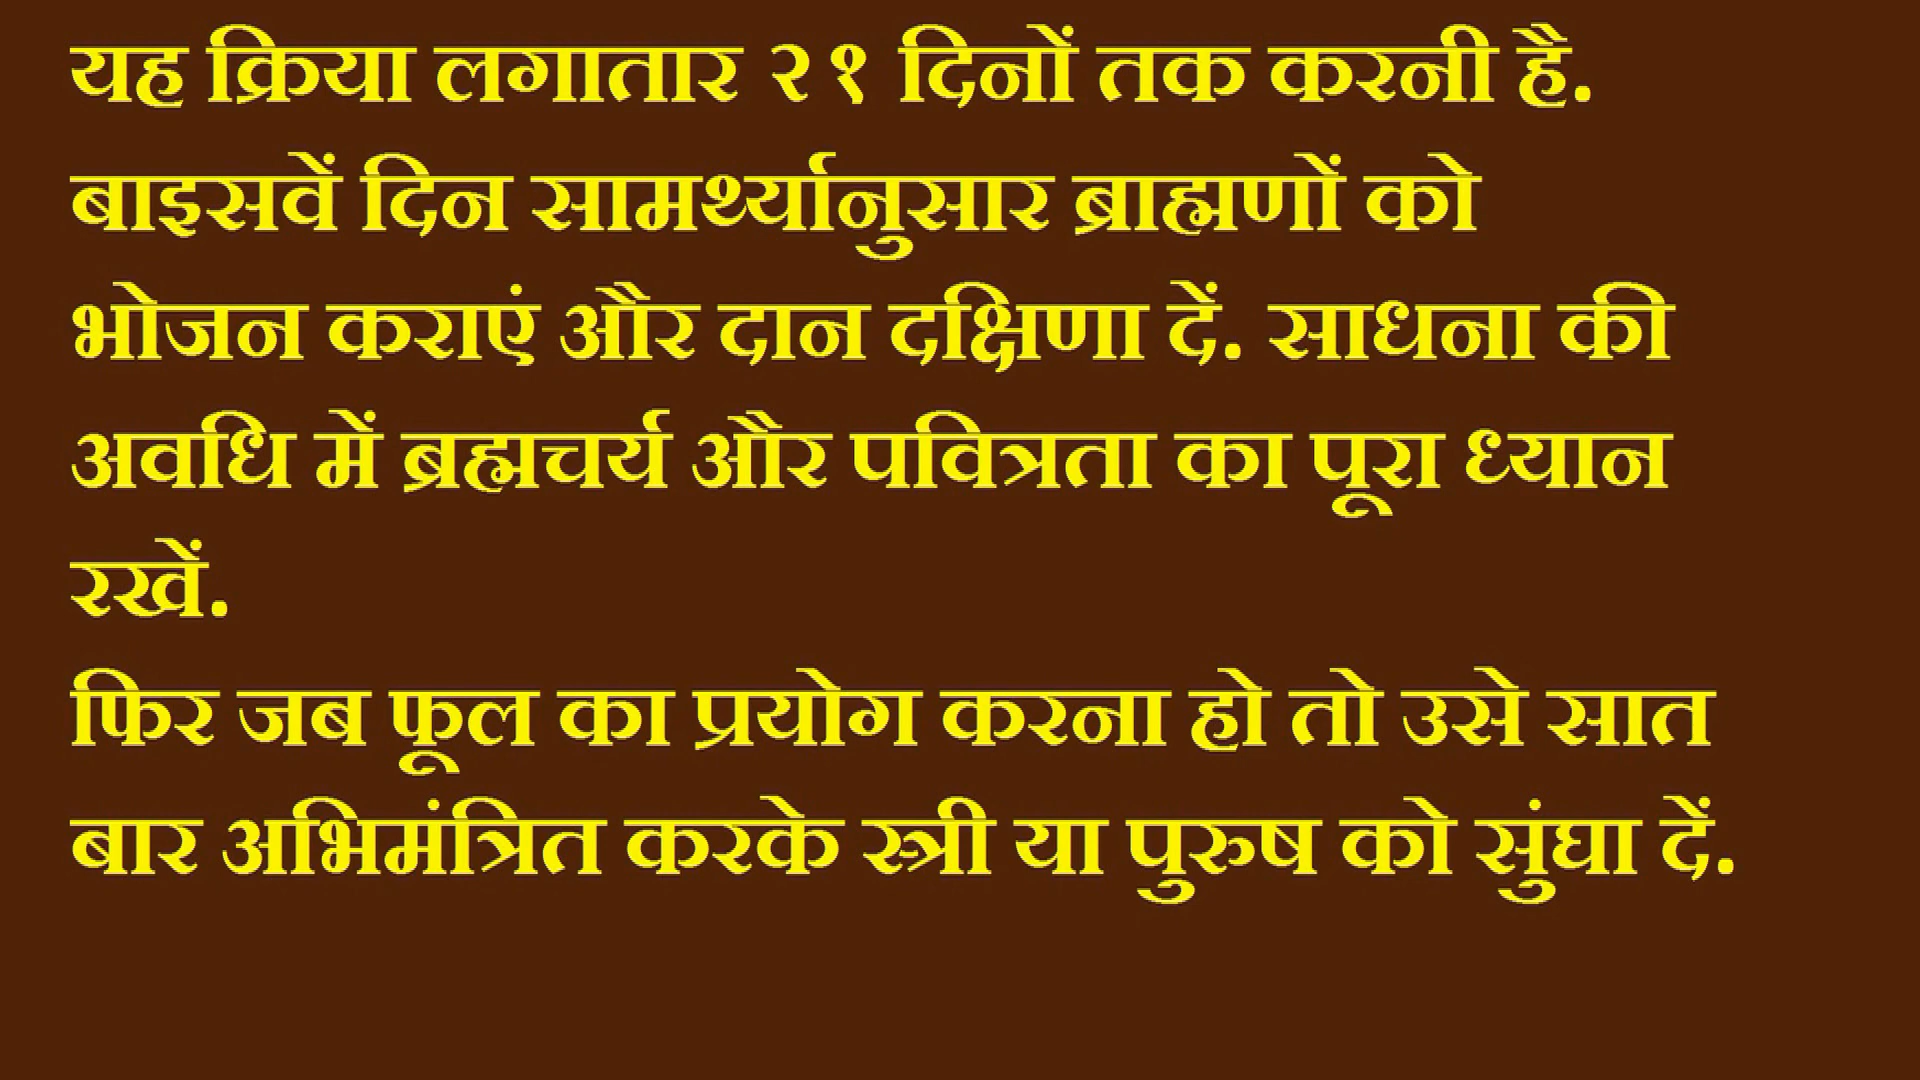 यह क्रिया लगातार २१ दिनों तक करनी है.
बाइसवें दिन सामर्थ्यानुसार ब्राह्मणों को
भोजन कराएं और दान दक्षिणा दें. साधना की
अवधि में ब्रह्मचर्य और पवित्रता का पूरा ध्यान
रखें.
फिर जब फूल का प्रयोग करना हो तो उसे सात
बार अभिमंत्रित करके स्त्री या पुरुष को सुंघा दें.